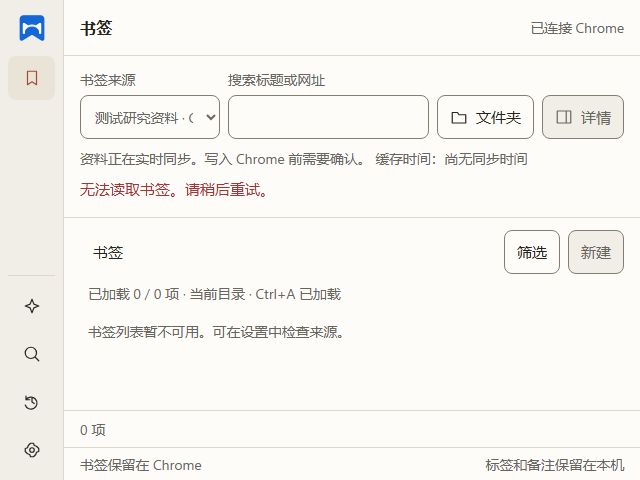 书签
已连接 Chrome
书签来源
搜索标题或网址
测试研究资料 · C
文件夹
详情
资料正在实时同步。写入 Chrome 前需要确认。 缓存时间：尚无同步时间
无法读取书签。请稍后重试。
书签
筛选
新建
已加载 0 / 0 项 · 当前目录 · Ctrl+A 已加载
书签列表暂不可用。可在设置中检查来源。
0 项
书签保留在 Chrome
标签和备注保留在本机